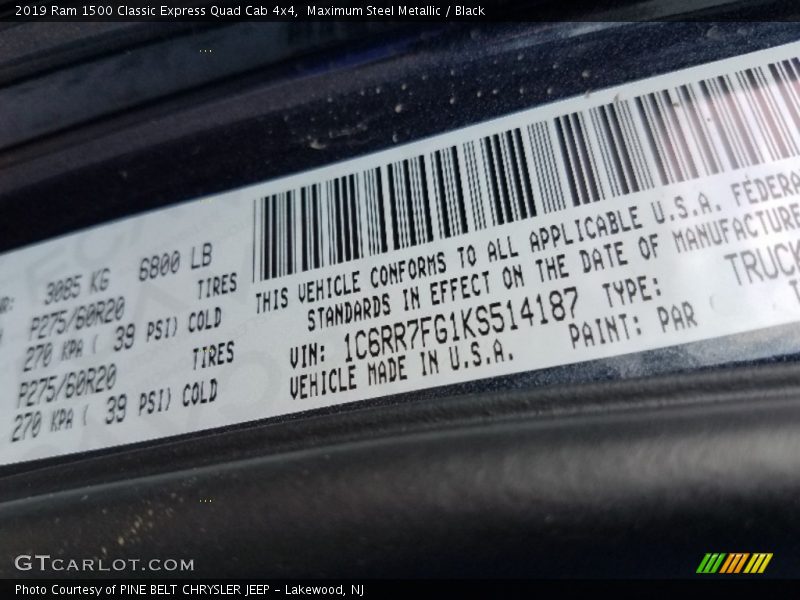 2019 Ram 1500 Classic Express Quad Cab 4x4, Maximum Steel Metallic / Black
3085 KG 6800 LB
P275/60R20 TIRES
270 KPA ( 39 PSI) COLD
P275/60R20 TIRES
270 KPA ( 39 PSI) COLD
THIS VEHICLE CONFORMS TO ALL APPLICABLE U.S.A. FEDERA
STANDARDS IN EFFECT ON THE DATE OF MANUFACTURE
VIN: 1C6RR7FG1KS514187 TYPE: TRUCK
VEHICLE MADE IN U.S.A. PAINT: PAR
GTCARLOT.COM
Photo Courtesy of PINE BELT CHRYSLER JEEP - Lakewood, NJ